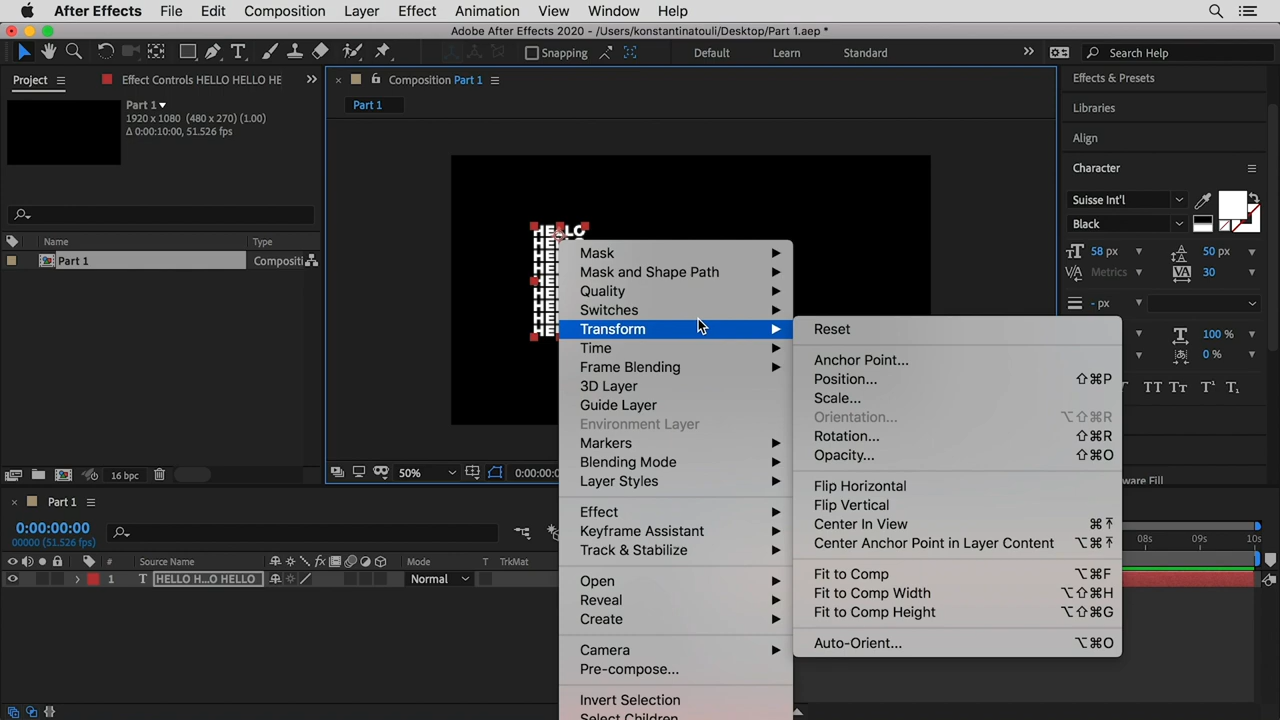 After Effects File Edit Composition Layer Effect Animation View Window Help
Adobe After Effects 2020 - /Users/konstantinatouli/Desktop/Part 1.aep *
Snapping Default Learn Standard Search Help
Project Effect Controls HELLO HELLO HE
Composition Part 1
Effects & Presets
Part 1
1920 x 1080 (480 x 270) (1.00)
Δ 0:00:10:00, 51.526 fps
Part 1
Libraries
Align
Character
Suisse Int'l
Black
58 px 50 px
Metrics 30
- px
100 %
0 %
Name Type
Part 1 Compositi
HELLO
Mask
Mask and Shape Path
Quality
Switches
Transform
Time
Frame Blending
3D Layer
Guide Layer
Environment Layer
Markers
Blending Mode
Layer Styles
Effect
Keyframe Assistant
Track & Stabilize
Open
Reveal
Create
Camera
Pre-compose...
Invert Selection
Select Children
Reset
Anchor Point...
Position... ⇧⌘P
Scale...
Orientation... ⌥⇧⌘R
Rotation... ⇧⌘R
Opacity... ⇧⌘O
Flip Horizontal
Flip Vertical
Center In View ⌘↑
Center Anchor Point in Layer Content ⌥⌘↑
Fit to Comp ⌥⌘F
Fit to Comp Width ⌥⇧⌘H
Fit to Comp Height ⌥⇧⌘G
Auto-Orient... ⌥⌘O
16 bpc
50% 0:00:00:0
Part 1
0:00:00:00
00000 (51.526 fps)
08s 09s 10s
# Source Name Mode T TrkMat
1 T HELLO H...O HELLO Normal